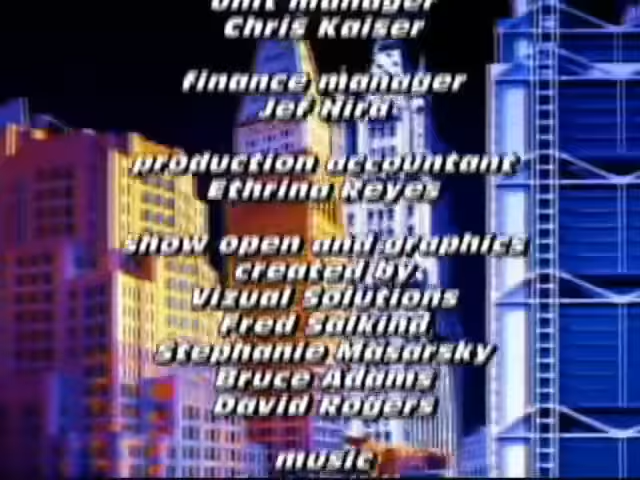 unit manager
Chris Kaiser
finance manager
Jef Hird
production accountant
Ethrina Reyes
show open and graphics
created by:
Vizual Solutions
Fred Salkind
Stephanie Masarsky
Bruce Adams
David Rogers
music